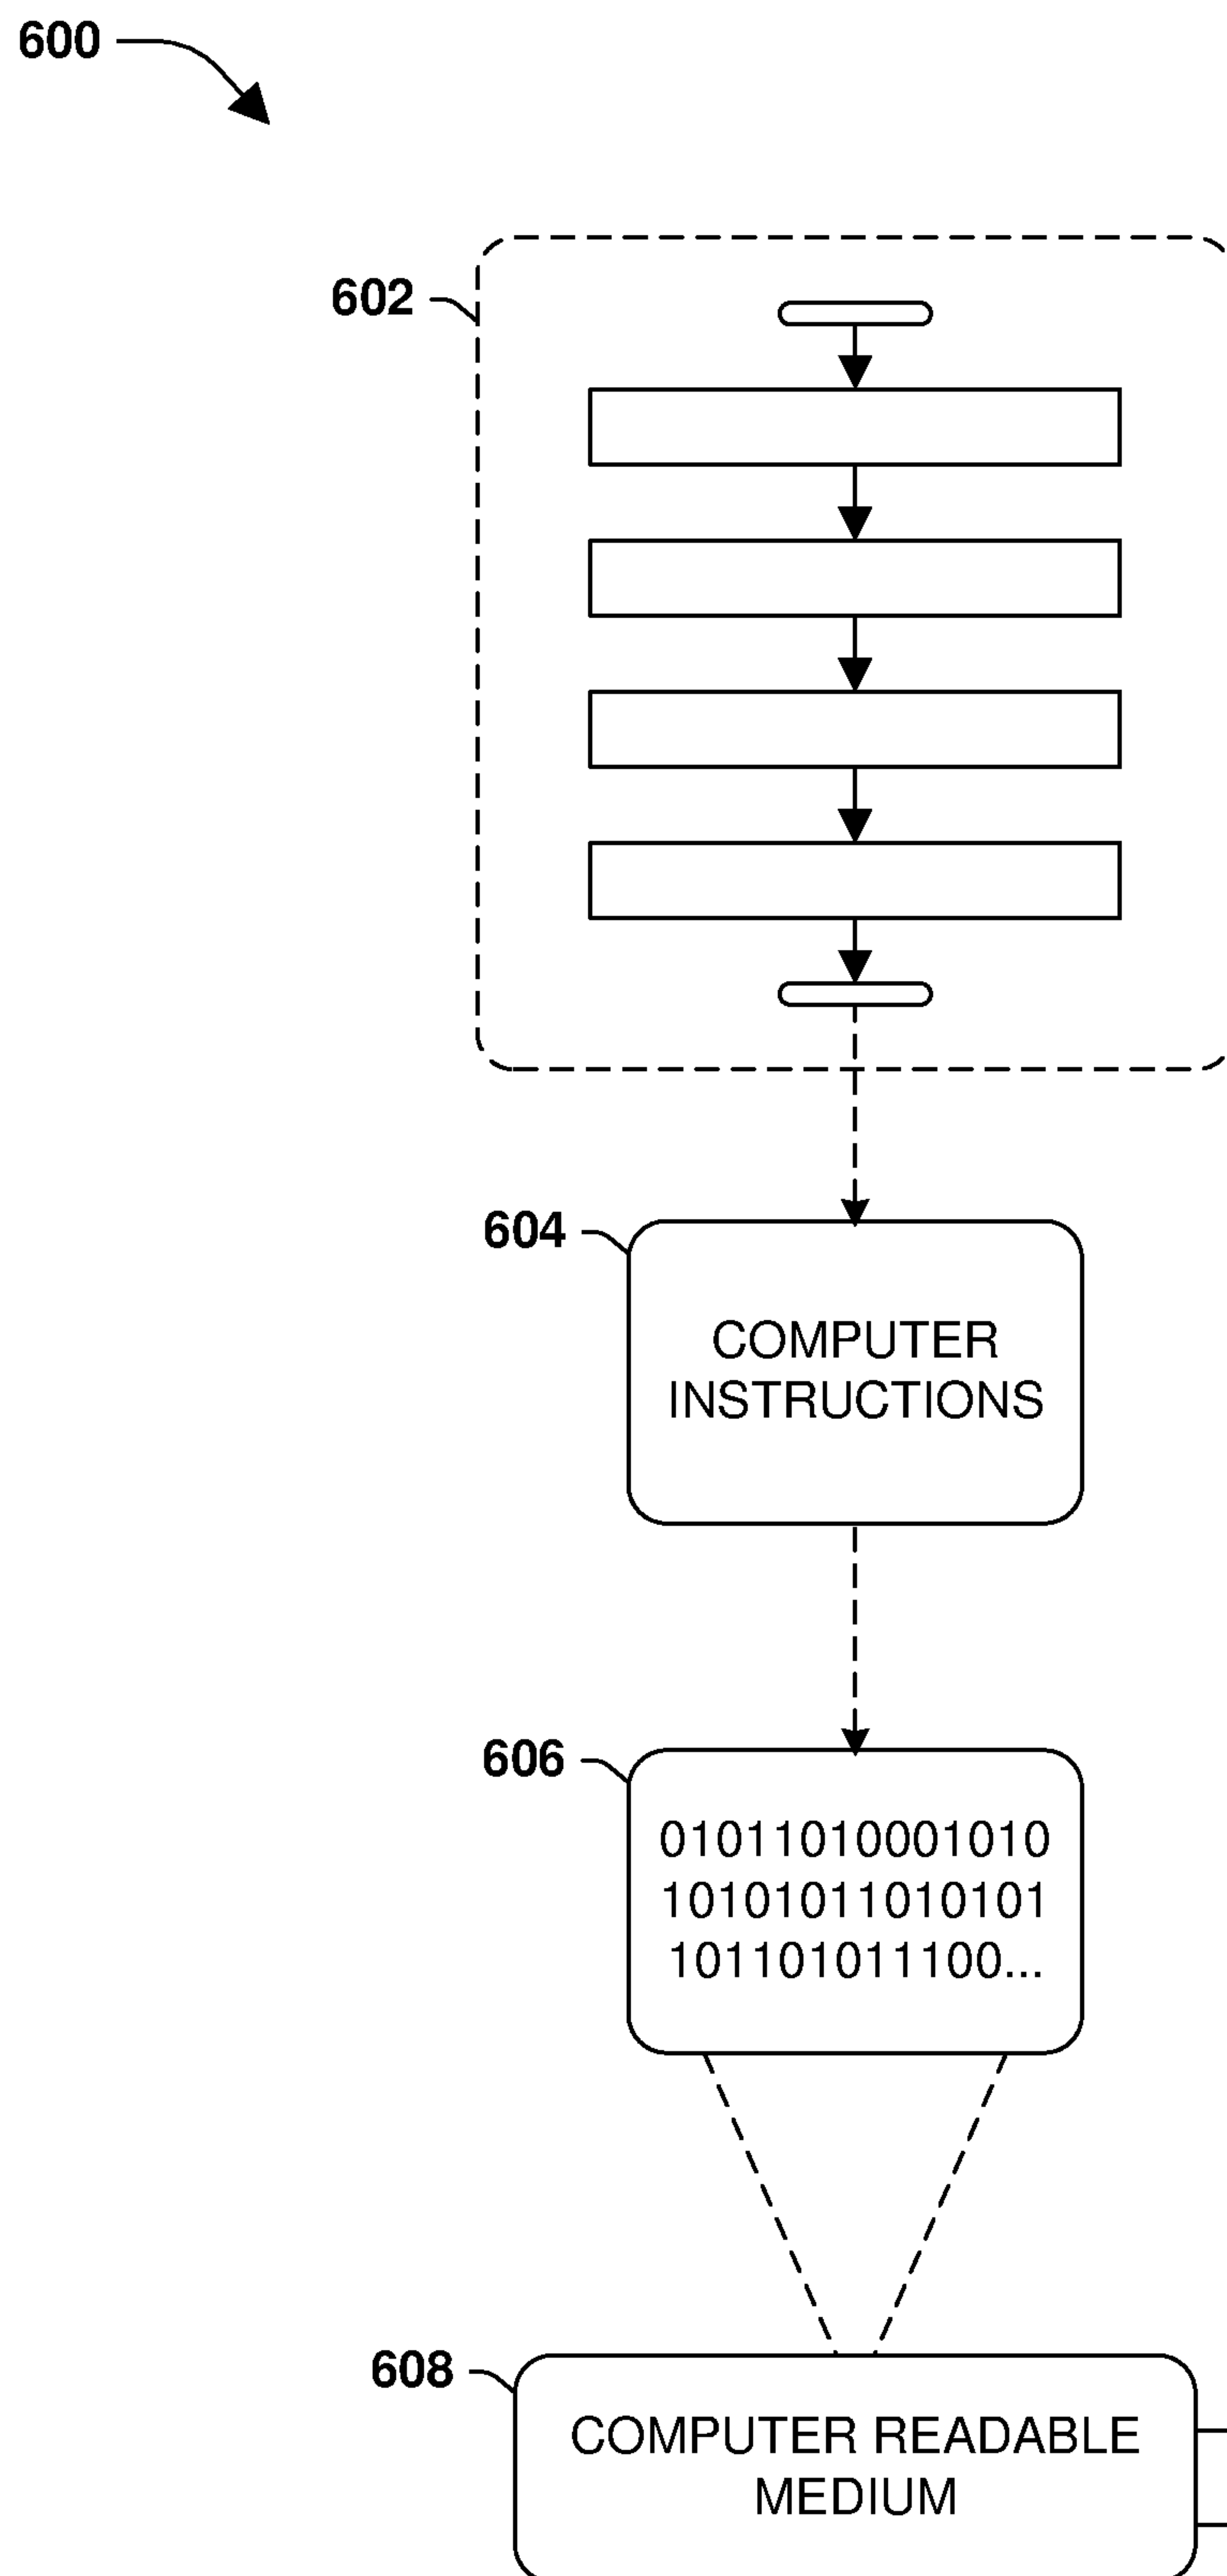 600
602
604
COMPUTER
INSTRUCTIONS
606
01011010001010
10101011010101
101101011100...
608
COMPUTER READABLE
MEDIUM